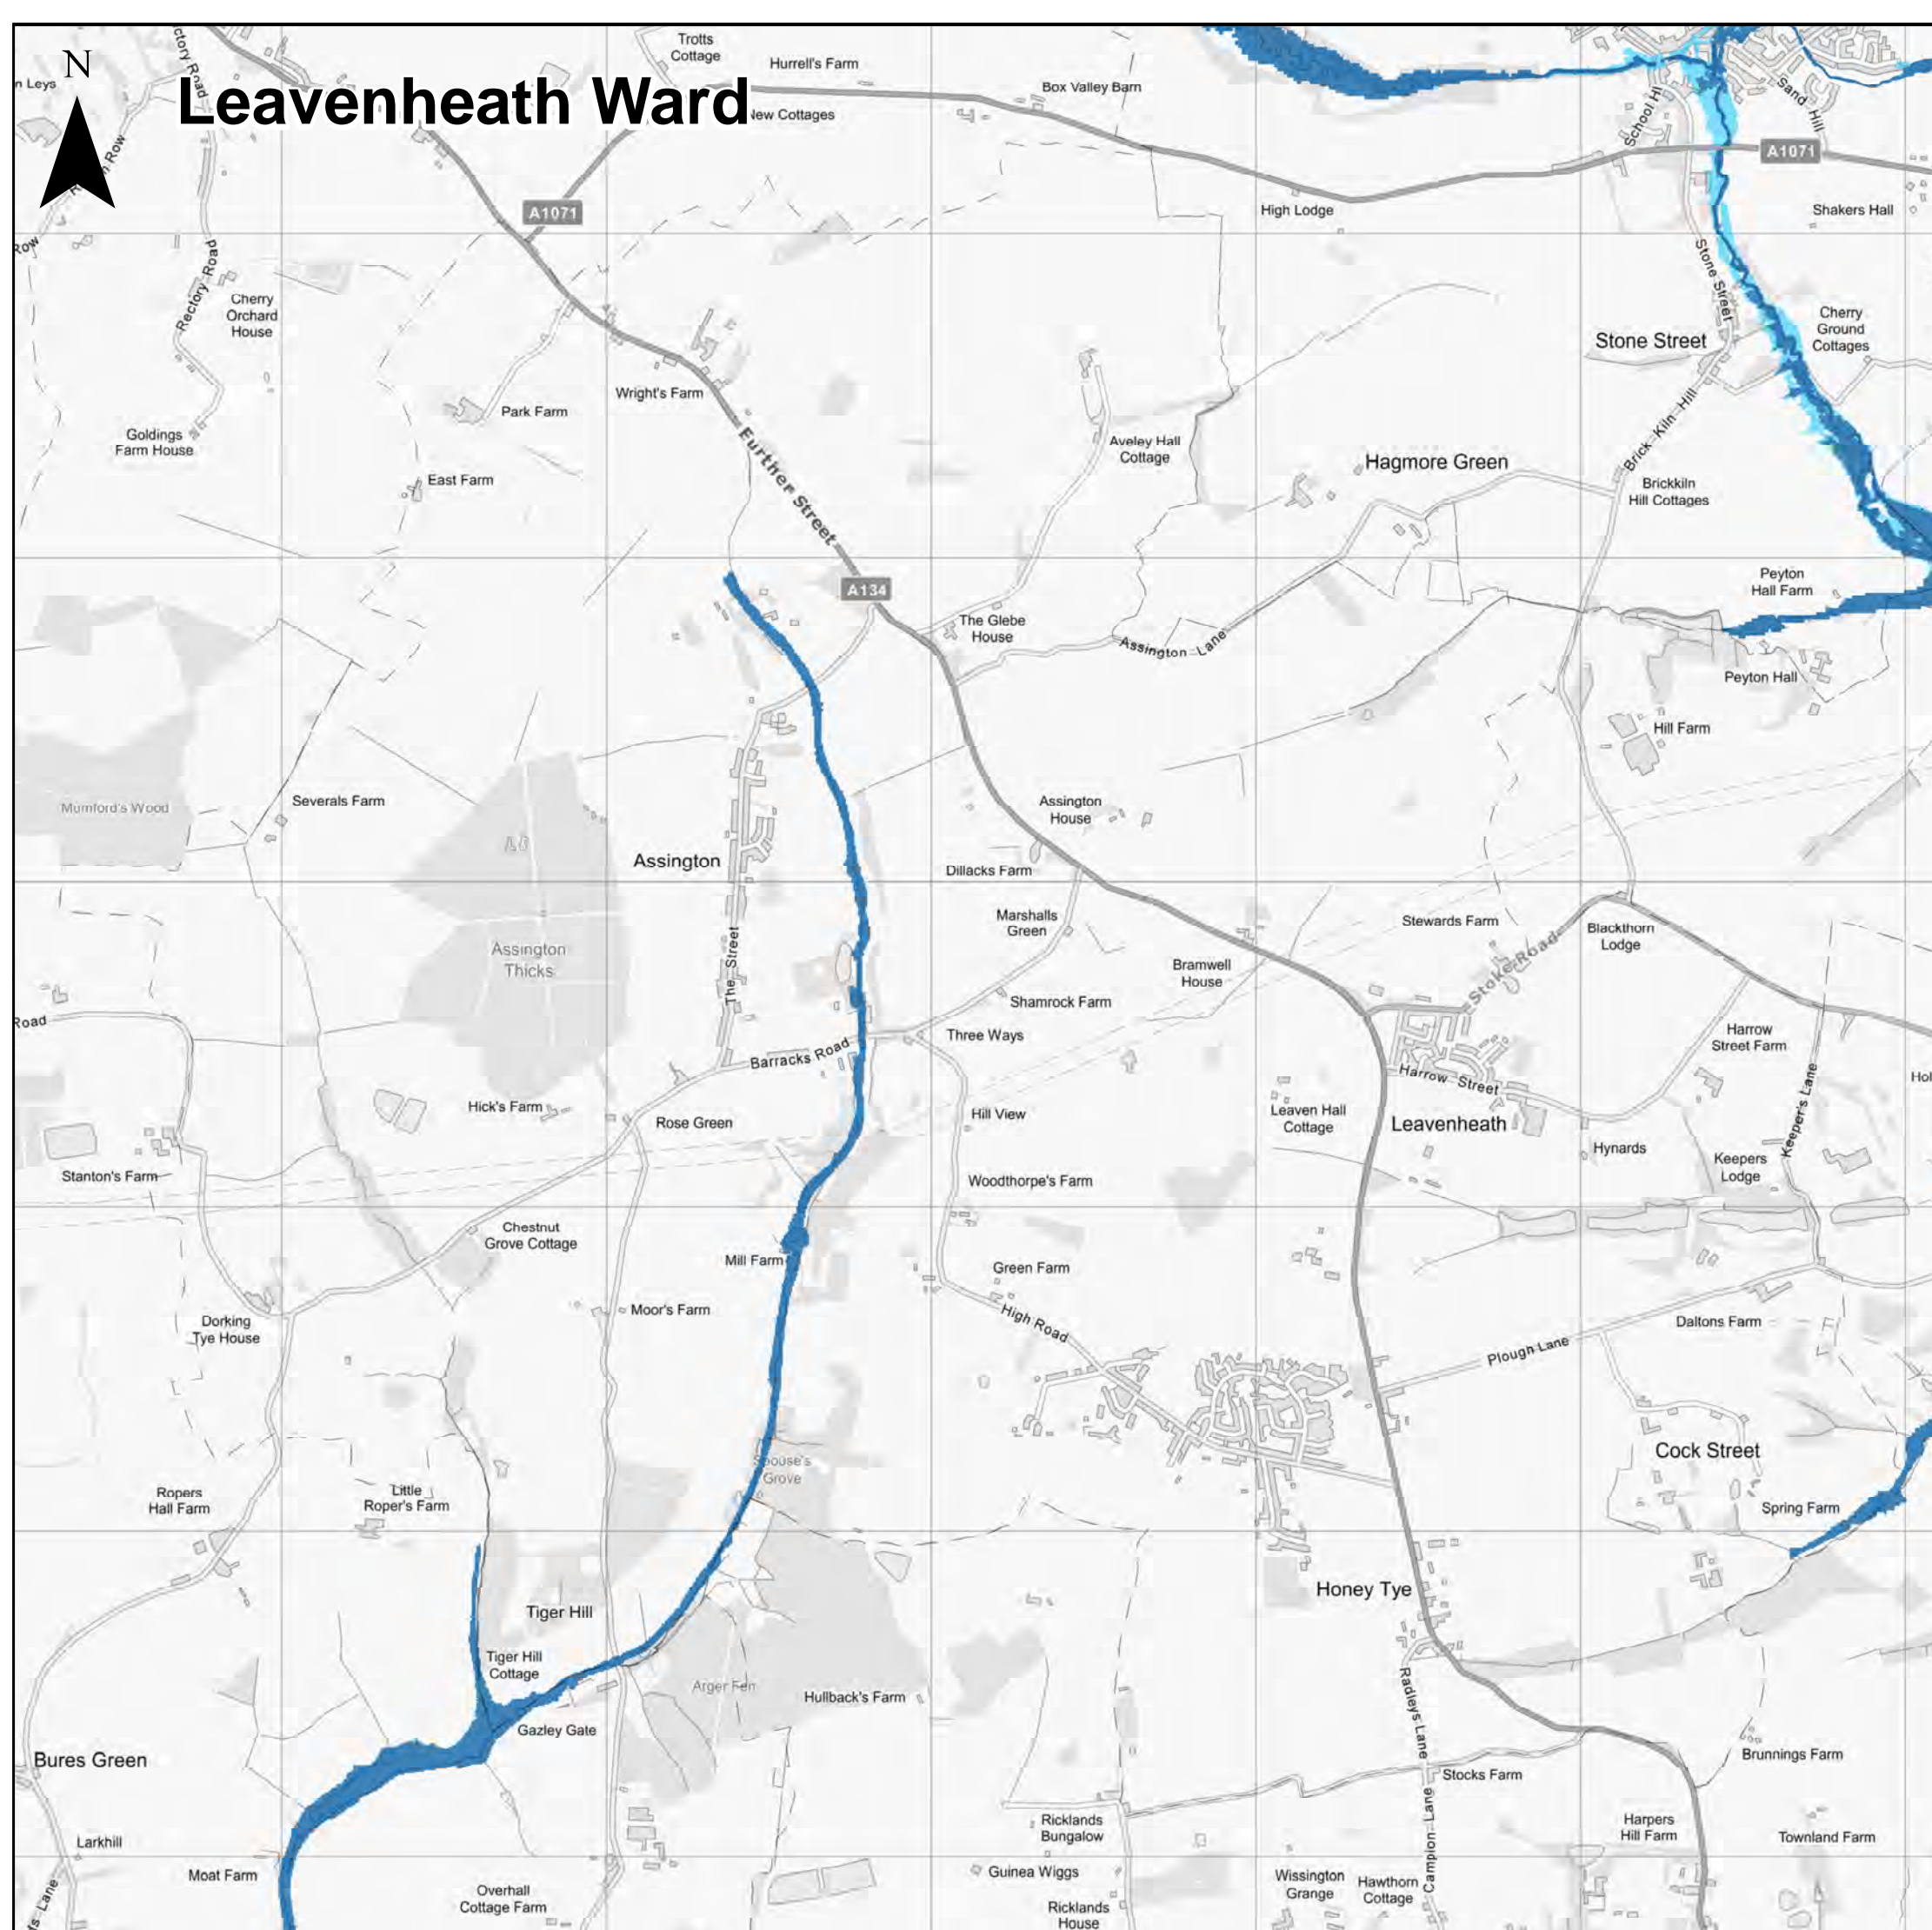 N
Leavenheath Ward
n Leys
ctory Road
Trotts
Cottage
Hurrell's Farm
New Cottages
Box Valley Barn
School Hl
Sand Hill
A1071
A1071
High Lodge
Shakers Hall
Row
Rectory Road
Cherry
Orchard
House
Stone Street
Stone Street
Cherry
Ground
Cottages
Wright's Farm
Park Farm
Goldings
Farm House
East Farm
Further Street
Aveley Hall
Cottage
Hagmore Green
Brick Kiln Hill
Brickkiln
Hill Cottages
A134
Peyton
Hall Farm
The Glebe
House
Assington Lane
Peyton Hall
Hill Farm
Mumford's Wood
Severals Farm
Assington
House
Assington
Dillacks Farm
Marshalls
Green
Stewards Farm
Blackthorn
Lodge
Assington
Thicks
The Street
Bramwell
House
Stoke Road
Shamrock Farm
Road
Three Ways
Harrow
Street Farm
Barracks Road
Harrow Street
Keeper's Lane
Hol
Hick's Farm
Rose Green
Hill View
Leaven Hall
Cottage
Leavenheath
Hynards
Stanton's Farm
Woodthorpe's Farm
Keepers
Lodge
Chestnut
Grove Cottage
Mill Farm
Green Farm
Moor's Farm
High Road
Dorking
Tye House
Daltons Farm
Plough Lane
Cock Street
Spouse's
Grove
Ropers
Hall Farm
Little
Roper's Farm
Spring Farm
Honey Tye
Tiger Hill
Tiger Hill
Cottage
Arger Fen
Hullback's Farm
Radleys Lane
Gazley Gate
Bures Green
Brunnings Farm
Stocks Farm
Campion Lane
Larkhill
Ricklands
Bungalow
Harpers
Hill Farm
Townland Farm
Moat Farm
Guinea Wiggs
Wissington
Grange
Hawthorn
Cottage
Overhall
Cottage Farm
Ricklands
House
ds Lane